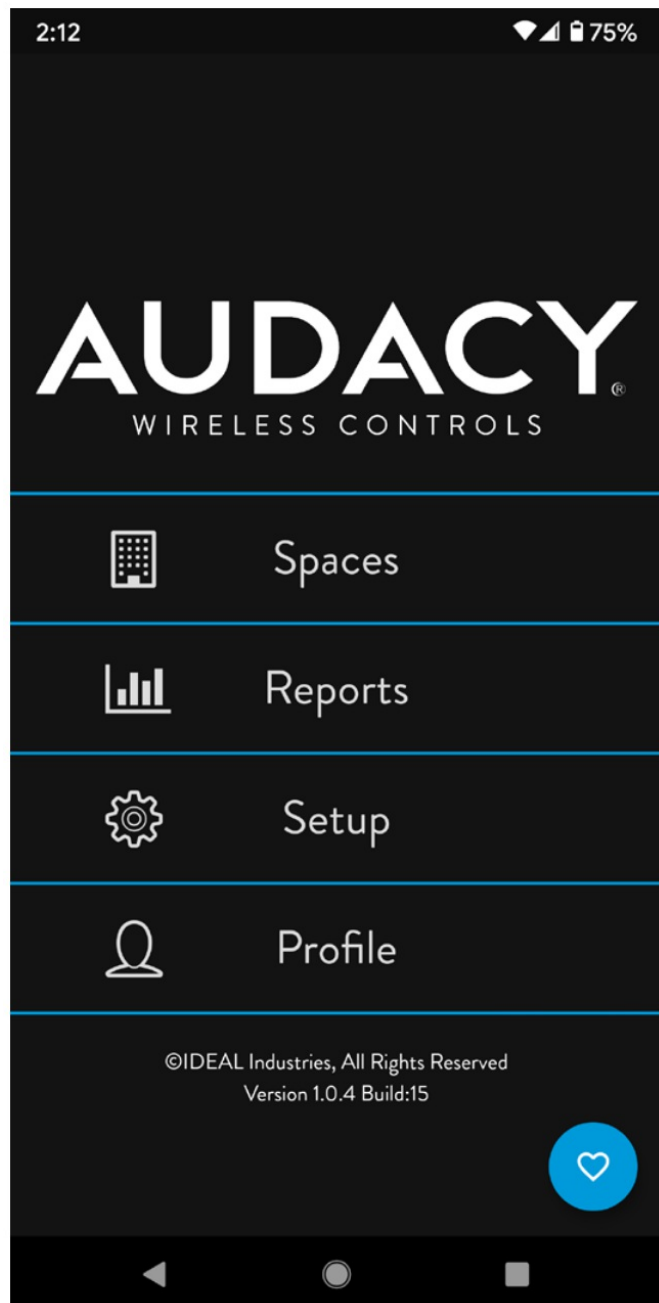 2:12 75%
AUDACY®
WIRELESS CONTROLS
Spaces
Reports
Setup
Profile
©IDEAL Industries, All Rights Reserved
Version 1.0.4 Build:15